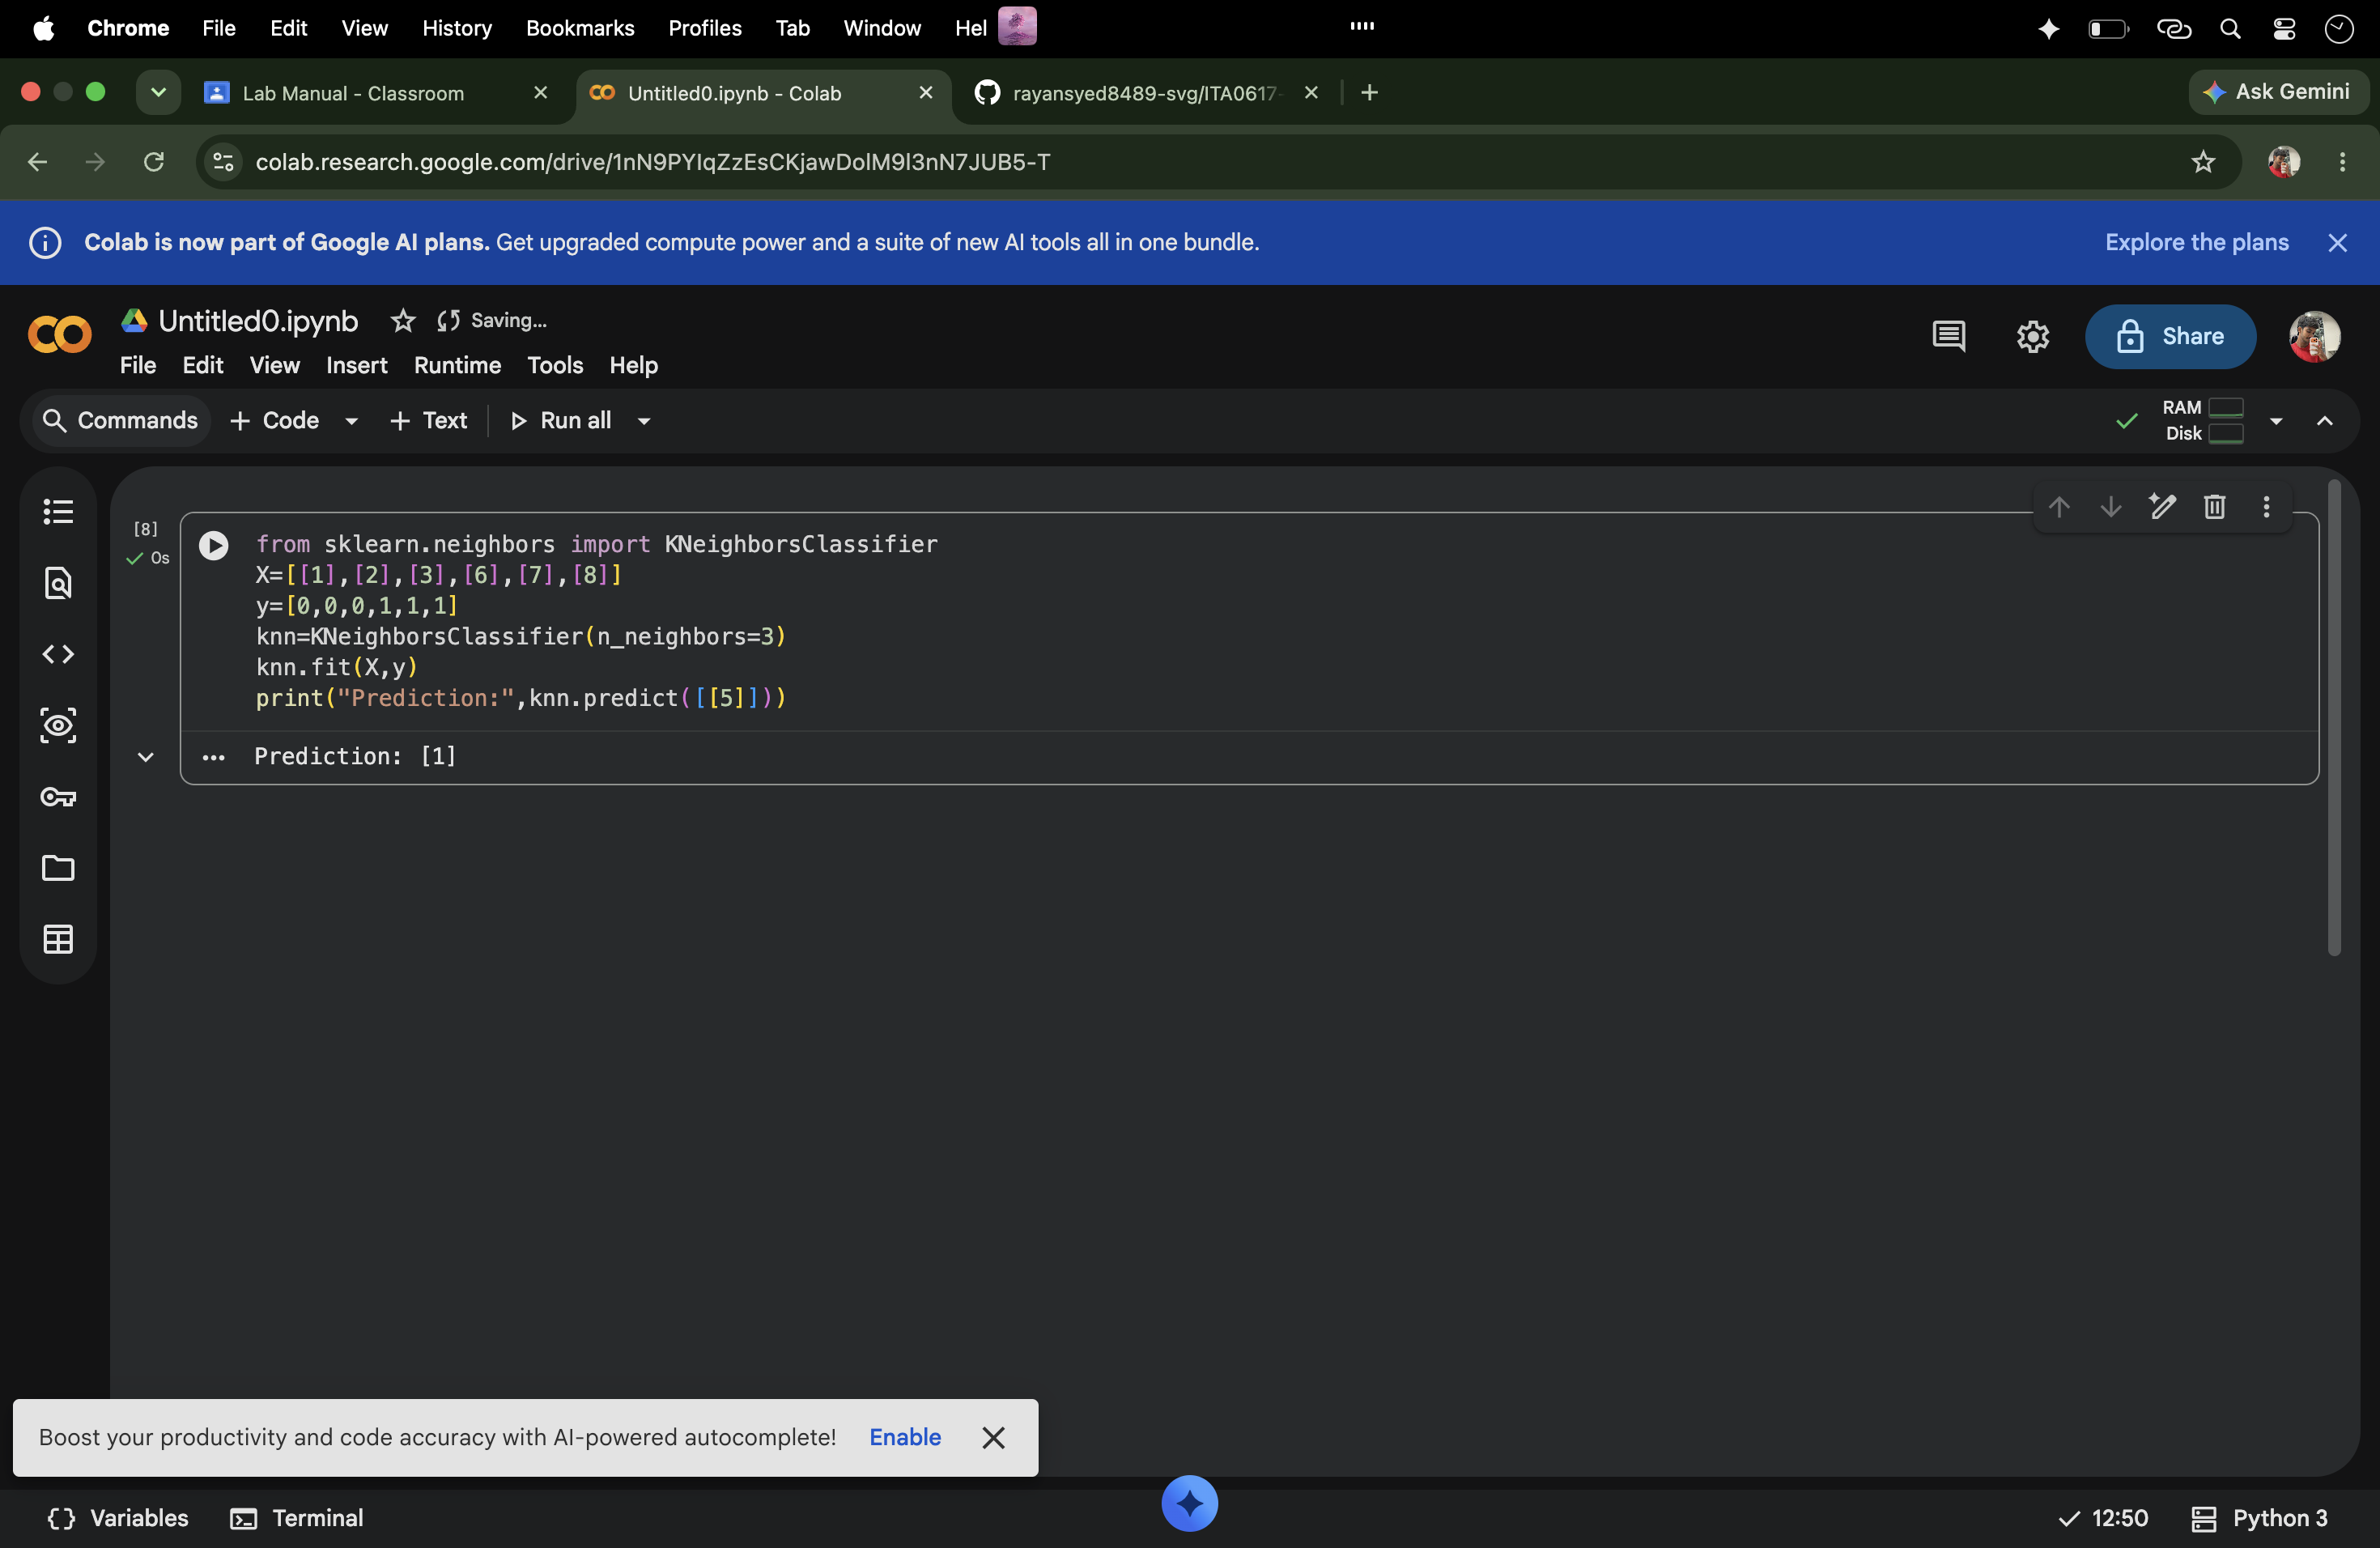 Chrome File Edit View History Bookmarks Profiles Tab Window Hel
Lab Manual - Classroom
Untitled0.ipynb - Colab
rayansyed8489-svg/ITA0617-
Ask Gemini
colab.research.google.com/drive/1nN9PYIqZzEsCKjawDolM9l3nN7JUB5-T
Colab is now part of Google AI plans. Get upgraded compute power and a suite of new AI tools all in one bundle.
Explore the plans
Untitled0.ipynb
Saving...
Share
File Edit View Insert Runtime Tools Help
Commands + Code + Text Run all
RAM
Disk
[8]
0s
from sklearn.neighbors import KNeighborsClassifier
X=[[1],[2],[3],[6],[7],[8]]
y=[0,0,0,1,1,1]
knn=KNeighborsClassifier(n_neighbors=3)
knn.fit(X,y)
print("Prediction:",knn.predict([[5]]))
Prediction: [1]
Boost your productivity and code accuracy with AI-powered autocomplete!
Enable
Variables
Terminal
12:50
Python 3